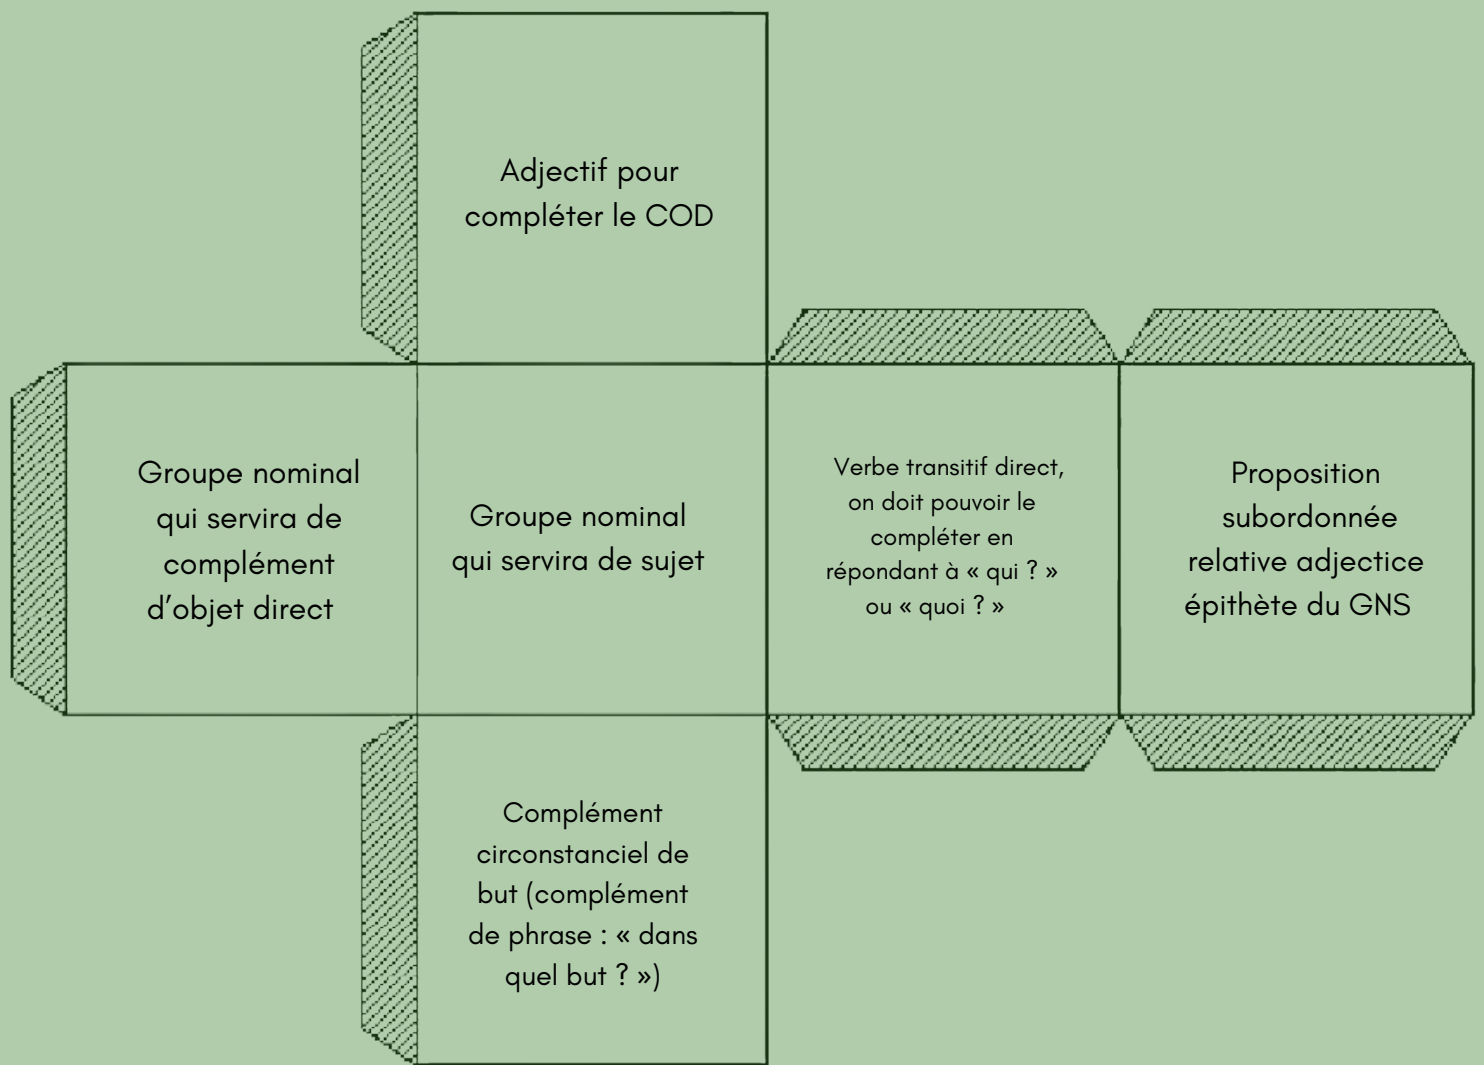 Adjectif pour
compléter le COD
Groupe nominal
qui servira de
complément
d'objet direct
Groupe nominal
qui servira de sujet
Verbe transitif direct,
on doit pouvoir le
compléter en
répondant à « qui ? »
ou « quoi ? »
Proposition
subordonnée
relative adjectice
épithète du GNS
Complément
circonstanciel de
but (complément
de phrase : « dans
quel but ? »)